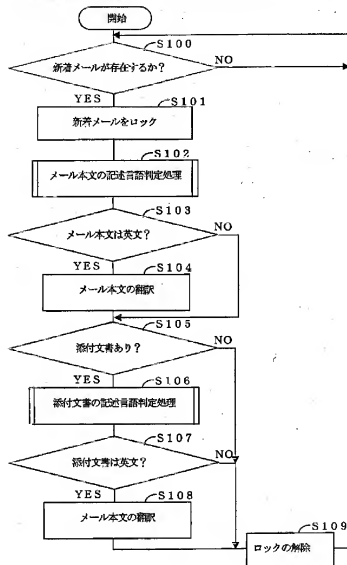 開始
S100
新着メールが存在するか？
NO
YES
S101
新着メールをロック
S102
メール本文の記述言語判定処理
S103
メール本文は英文？
NO
YES
S104
メール本文の翻訳
S105
添付文書あり？
NO
YES
S106
添付文書の記述言語判定処理
S107
添付文書は英文？
NO
YES
S108
メール本文の翻訳
S109
ロックの解除